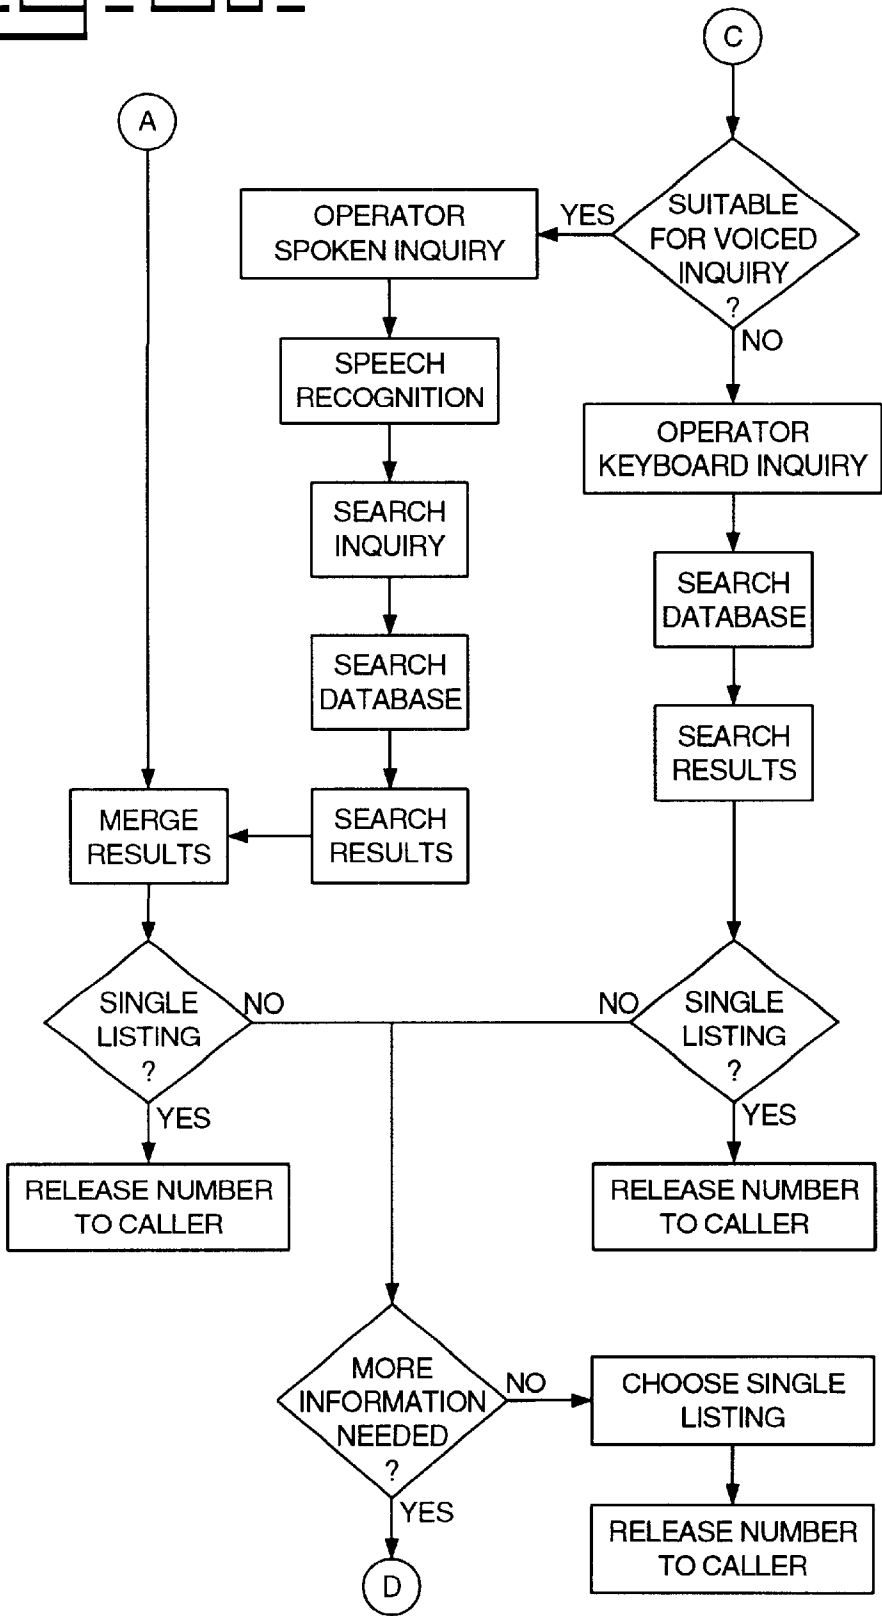 C
A
SUITABLE
FOR VOICED
INQUIRY
?
YES
NO
OPERATOR
SPOKEN INQUIRY
SPEECH
RECOGNITION
SEARCH
INQUIRY
SEARCH
DATABASE
SEARCH
RESULTS
OPERATOR
KEYBOARD INQUIRY
SEARCH
DATABASE
SEARCH
RESULTS
MERGE
RESULTS
SINGLE
LISTING
?
NO
YES
RELEASE NUMBER
TO CALLER
SINGLE
LISTING
?
NO
YES
RELEASE NUMBER
TO CALLER
MORE
INFORMATION
NEEDED
?
NO
YES
CHOOSE SINGLE
LISTING
RELEASE NUMBER
TO CALLER
D